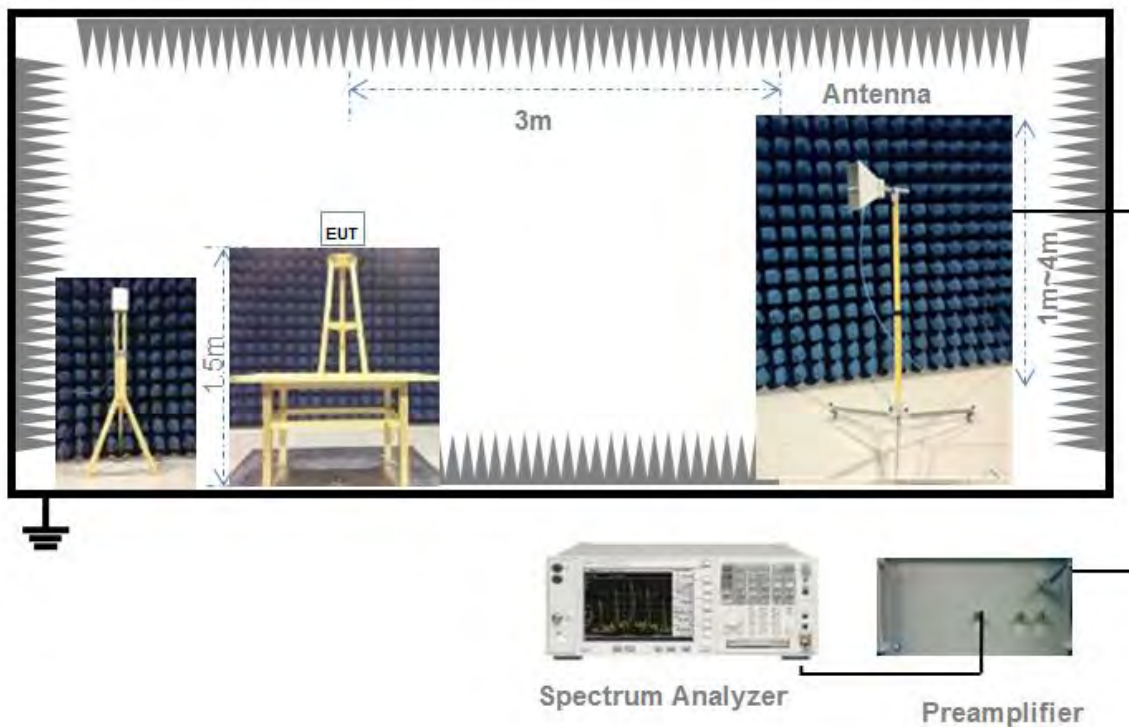 Antenna
3m
EUT
1.5m
1m~4m
Spectrum Analyzer
Preamplifier